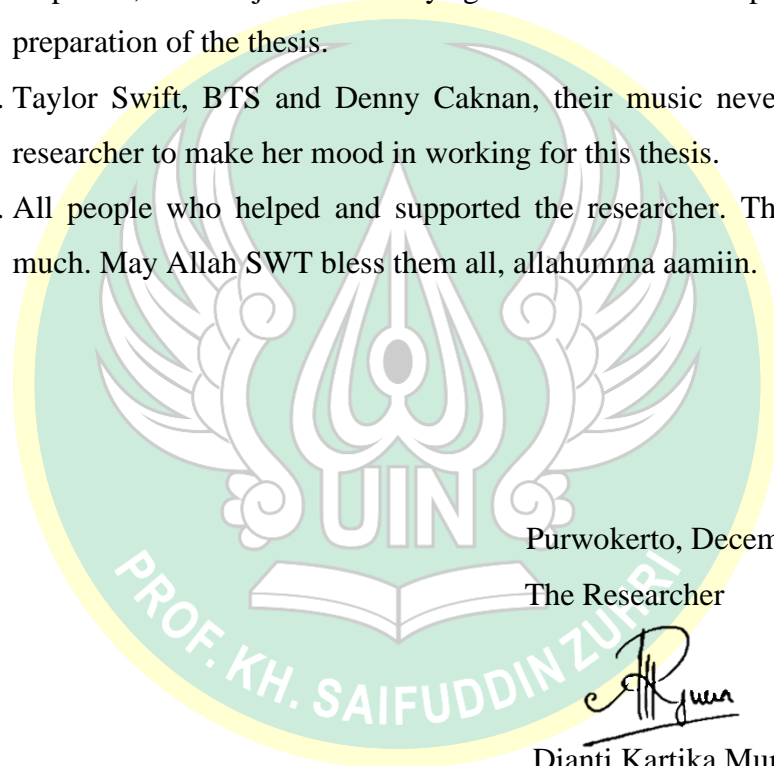 preparation of the thesis.
. Taylor Swift, BTS and Denny Caknan, their music neve
researcher to make her mood in working for this thesis.
. All people who helped and supported the researcher. Th
much. May Allah SWT bless them all, allahumma aamiin.
UIN
Purwokerto, Decem
The Researcher
PROF. KH. SAIFUDDIN ZUHRI
Dianti Kartika